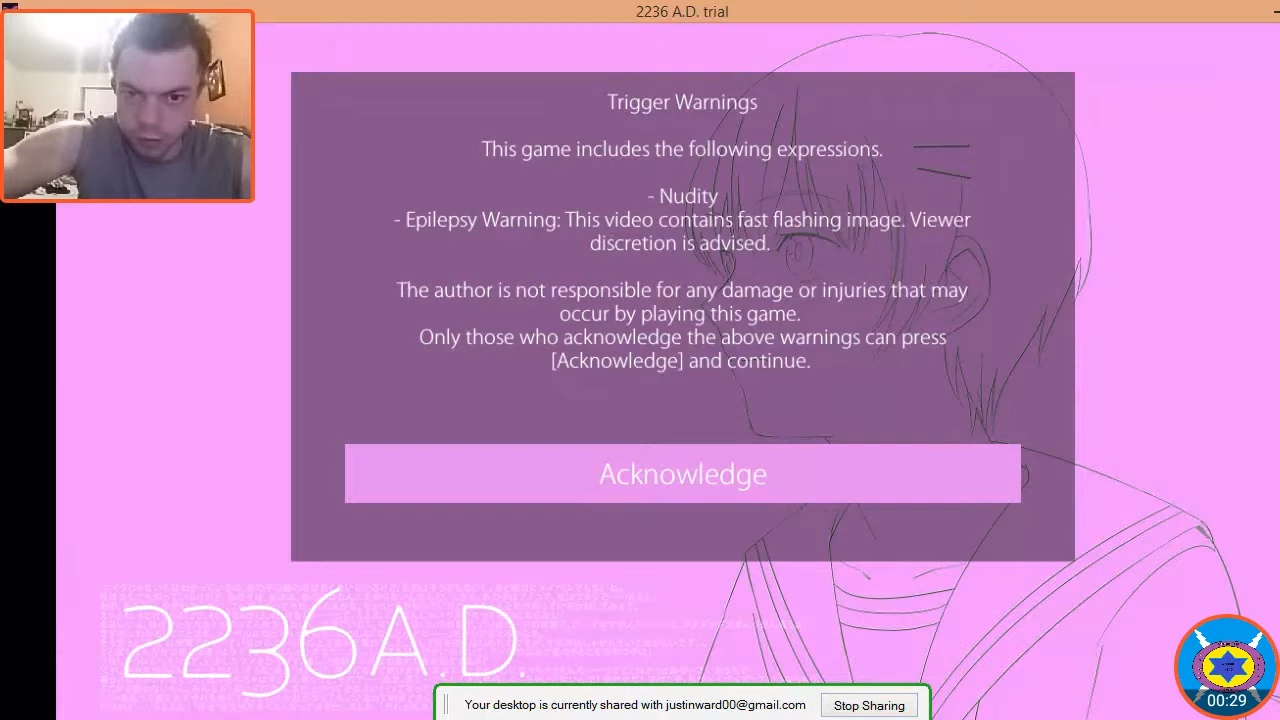 2236 A.D. trial
Trigger Warnings
This game includes the following expressions.
- Nudity
- Epilepsy Warning: This video contains fast flashing image. Viewer
discretion is advised.
The author is not responsible for any damage or injuries that may
occur by playing this game.
Only those who acknowledge the above warnings can press
[Acknowledge] and continue.
Acknowledge
2236A.D.
Your desktop is currently shared with justinward00@gmail.com
Stop Sharing
00:29